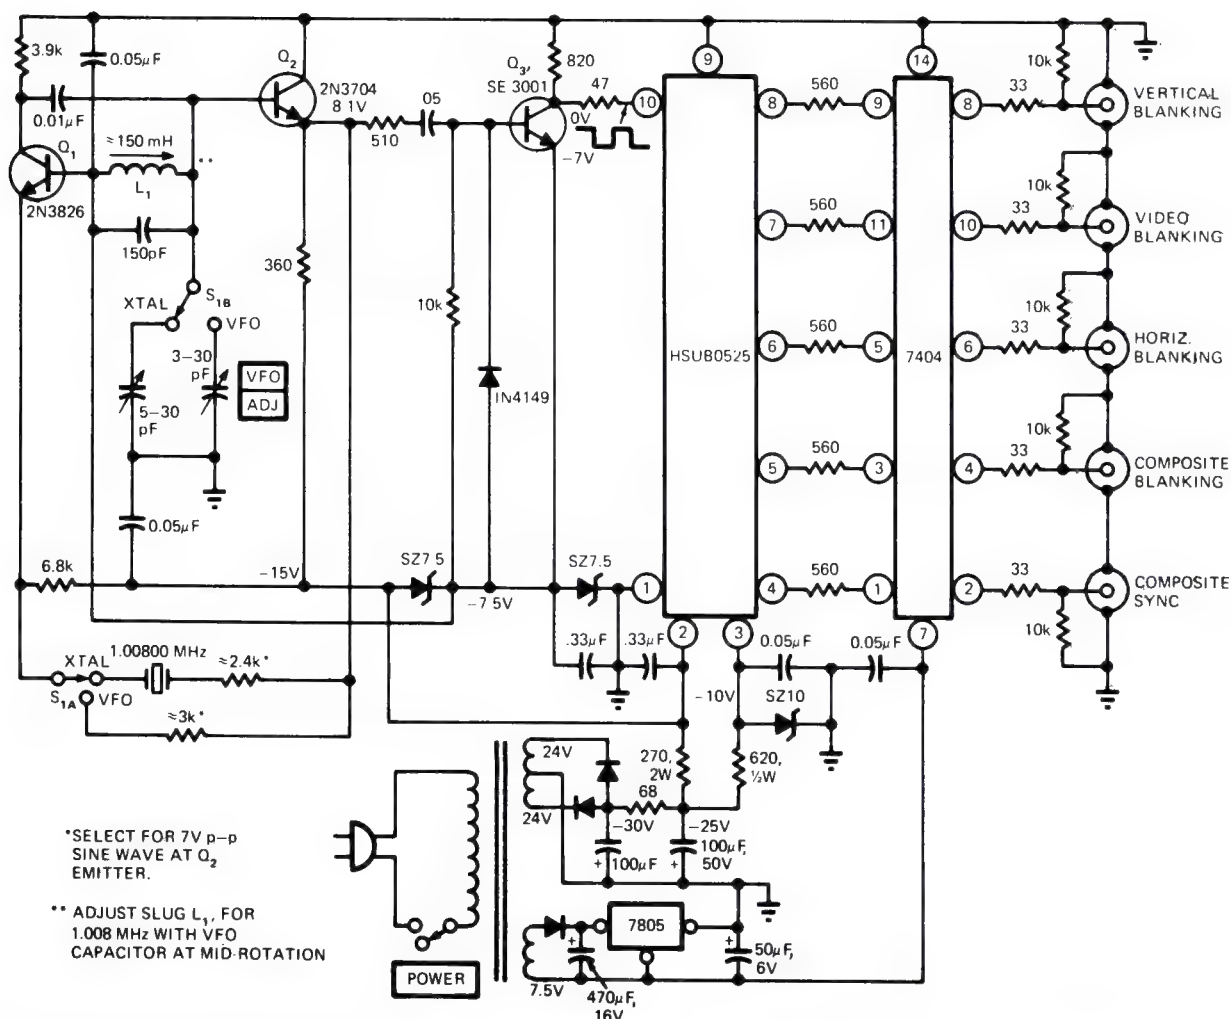 3.9k
0.05µF
Q2
2N3704
8 1V
Q3,
SE 3001
820
47
0V
-7V
10
9
14
8
560
9
8
33
10k
VERTICAL
BLANKING
0.01µF
Q1
2N3826
≈150 mH
**
L1
150pF
510
05
7
560
11
10
33
10k
VIDEO
BLANKING
XTAL
S1B
VFO
3–30
pF
5–30
pF
VFO
ADJ
360
10k
IN4149
HSUB0525
7404
6
560
5
6
33
10k
HORIZ.
BLANKING
5
560
3
4
33
10k
COMPOSITE
BLANKING
0.05µF
6.8k
-15V
SZ7 5
-7 5V
SZ7.5
1
4
560
1
2
33
10k
COMPOSITE
SYNC
2
3
7
.33µF
.33µF
0.05µF
0.05µF
XTAL
1.00800 MHz
≈2.4k*
S1A
VFO
≈3k*
-10V
SZ10
24V
24V
270,
2W
620,
½W
68
-30V
-25V
+
100µF
+
100µF,
50V
*SELECT FOR 7V p–p
SINE WAVE AT Q2
EMITTER.
** ADJUST SLUG L1, FOR
1.008 MHz WITH VFO
CAPACITOR AT MID-ROTATION
POWER
7.5V
+
470µF,
16V
7805
+
50µF,
6V